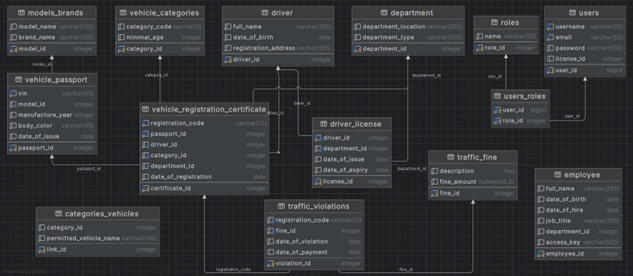 models_brands
model_name varchar(100)
brand_name varchar(100)
model_id integer
vehicle_categories
category_code varchar(3)
minimal_age integer
category_id integer
driver
full_name varchar(255)
date_of_birth date
registration_address varchar(255)
driver_id integer
department
department_location varchar(255)
department_type varchar(100)
department_id integer
roles
name varchar(50)
role_id integer
users
username varchar(30)
email varchar(50)
password varchar(500)
license_id integer
user_id bigint
model_id
category_id
department_id
role_id
vehicle_passport
vin varchar(50)
model_id integer
manufacture_year integer
body_color varchar(30)
date_of_issue date
passport_id integer
vehicle_registration_certificate
registration_code varchar(15)
passport_id integer
driver_id integer
category_id integer
department_id integer
date_of_registration date
certificate_id integer
driver_id
driver_license
driver_id integer
department_id integer
date_of_issue date
date_of_expiry date
license_id integer
users_roles
user_id bigint
role_id integer
user_id
passport_id
department_id
traffic_fine
description text
fine_amount numeric(8,2)
fine_id integer
employee
full_name varchar(255)
date_of_birth date
date_of_hire date
job_title varchar(100)
department_id integer
access_key varchar(500)
employee_id integer
categories_vehicles
category_id integer
permitted_vehicle_name varchar(100)
link_id integer
traffic_violations
registration_code varchar(15)
fine_id integer
date_of_violation date
date_of_payment date
violation_id integer
registration_code
fine_id